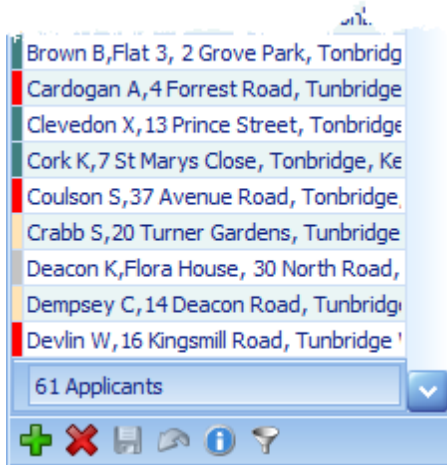 Brown B,Flat 3, 2 Grove Park, Tonbridg
Cardogan A,4 Forrest Road, Tunbridge
Clevedon X,13 Prince Street, Tonbridge
Cork K,7 St Marys Close, Tonbridge, Ke
Coulson S,37 Avenue Road, Tonbridge,
Crabb S,20 Turner Gardens, Tunbridge
Deacon K,Flora House, 30 North Road,
Dempsey C,14 Deacon Road, Tunbridg
Devlin W,16 Kingsmill Road, Tunbridge
61 Applicants